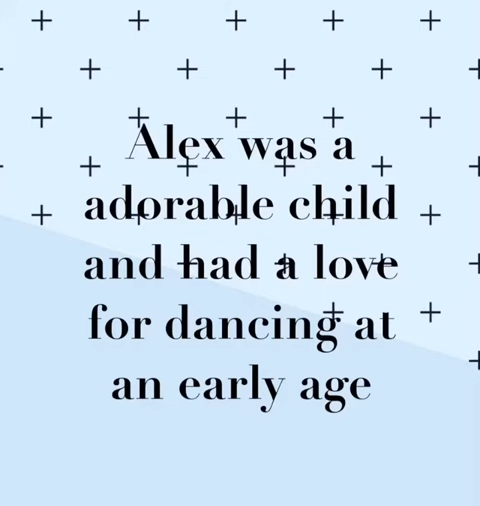 Alex was a
adorable child
and had a love
for dancing at
an early age